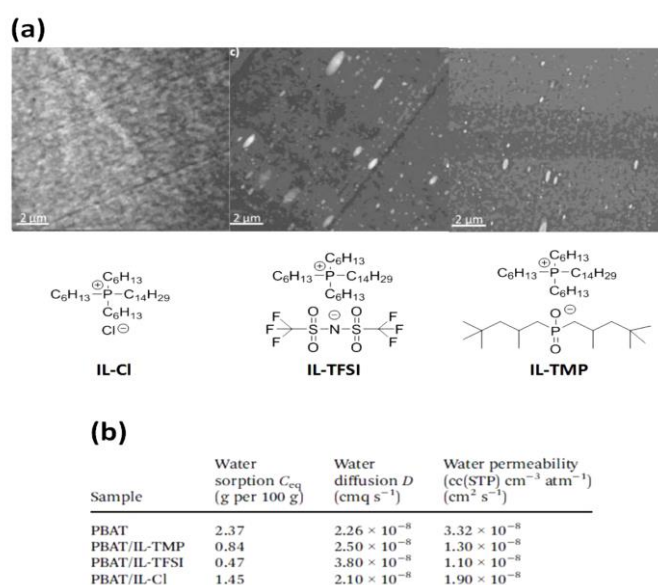 (a)
c)
2 µm
2 µm
2 µm
C₆H₁₃
C₆H₁₃–P–C₁₄H₂₉
⊕
C₆H₁₃
Cl⊖
IL-Cl
C₆H₁₃
C₆H₁₃–P–C₁₄H₂₉
⊕
C₆H₁₃
F O O F
F S N S F
F O ⊖ O F
IL-TFSI
C₆H₁₃
C₆H₁₃–P–C₁₄H₂₉
⊕
C₆H₁₃
O⊖
P
O
IL-TMP
(b)
Sample Water sorption Ceq (g per 100 g) Water diffusion D (cmq s⁻¹) Water permeability (cc(STP) cm⁻³ atm⁻¹) (cm² s⁻¹)
PBAT 2.37 2.26 × 10⁻⁸ 3.32 × 10⁻⁸
PBAT/IL-TMP 0.84 2.50 × 10⁻⁸ 1.30 × 10⁻⁸
PBAT/IL-TFSI 0.47 3.80 × 10⁻⁸ 1.10 × 10⁻⁸
PBAT/IL-Cl 1.45 2.10 × 10⁻⁸ 1.90 × 10⁻⁸